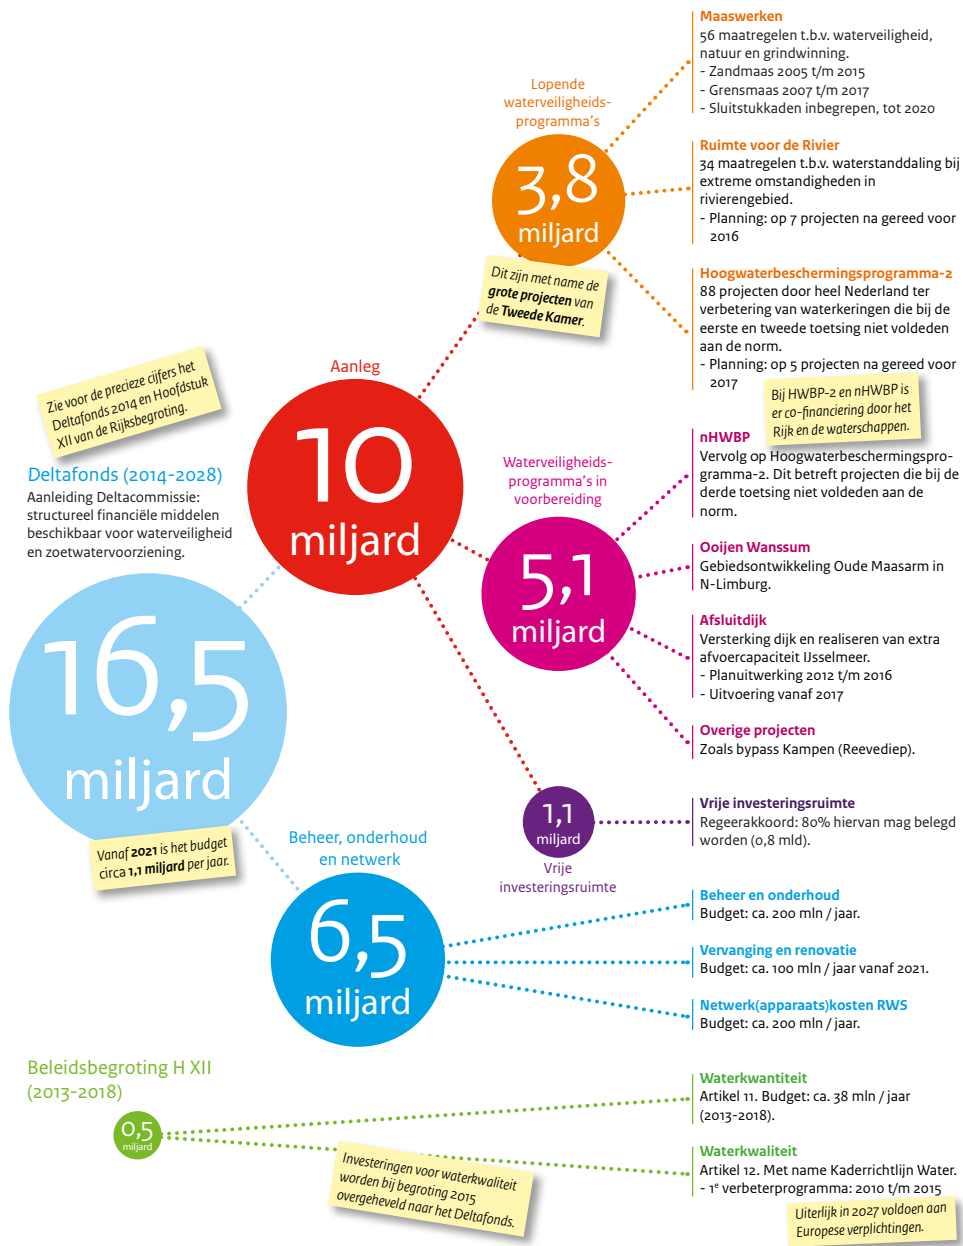 Maaswerken
56 maatregelen t.b.v. waterveiligheid,
natuur en grindwinning.
- Zandmaas 2005 t/m 2015
- Grensmaas 2007 t/m 2017
- Sluitstukkaden inbegrepen, tot 2020
Lopende
waterveiligheids-
programma's
3,8
miljard
Ruimte voor de Rivier
34 maatregelen t.b.v. waterstanddaling bij
extreme omstandigheden in
rivierengebied.
- Planning: op 7 projecten na gereed voor
2016
Dit zijn met name de
grote projecten van
de Tweede Kamer.
Hoogwaterbeschermingsprogramma-2
88 projecten door heel Nederland ter
verbetering van waterkeringen die bij de
eerste en tweede toetsing niet voldeden
aan de norm.
- Planning: op 5 projecten na gereed voor
2017
Bij HWBP-2 en nHWBP is
er co-financiering door het
Rijk en de waterschappen.
Aanleg
10
miljard
Zie voor de precieze cijfers het
Deltafonds 2014 en Hoofdstuk
XII van de Rijksbegroting.
Deltafonds (2014-2028)
Aanleiding Deltacommissie:
structureel financiële middelen
beschikbaar voor waterveiligheid
en zoetwatervoorziening.
16,5
miljard
Vanaf 2021 is het budget
circa 1,1 miljard per jaar.
Waterveiligheids-
programma's in
voorbereiding
5,1
miljard
nHWBP
Vervolg op Hoogwaterbeschermingspro-
gramma-2. Dit betreft projecten die bij de
derde toetsing niet voldeden aan de
norm.
Ooijen Wanssum
Gebiedsontwikkeling Oude Maasarm in
N-Limburg.
Afsluitdijk
Versterking dijk en realiseren van extra
afvoercapaciteit IJsselmeer.
- Planuitwerking 2012 t/m 2016
- Uitvoering vanaf 2017
Overige projecten
Zoals bypass Kampen (Reevediep).
1,1
miljard
Vrije
investeringsruimte
Vrije investeringsruimte
Regeerakkoord: 80% hiervan mag belegd
worden (0,8 mld).
Beheer, onderhoud
en netwerk
6,5
miljard
Beheer en onderhoud
Budget: ca. 200 mln / jaar.
Vervanging en renovatie
Budget: ca. 100 mln / jaar vanaf 2021.
Netwerk(apparaats)kosten RWS
Budget: ca. 200 mln / jaar.
Beleidsbegroting H XII
(2013-2018)
0,5
miljard
Waterkwantiteit
Artikel 11. Budget: ca. 38 mln / jaar
(2013-2018).
Waterkwaliteit
Artikel 12. Met name Kaderrichtlijn Water.
- 1e verbeterprogramma: 2010 t/m 2015
Investeringen voor waterkwaliteit
worden bij begroting 2015
overgeheveld naar het Deltafonds.
Uiterlijk in 2027 voldoen aan
Europese verplichtingen.